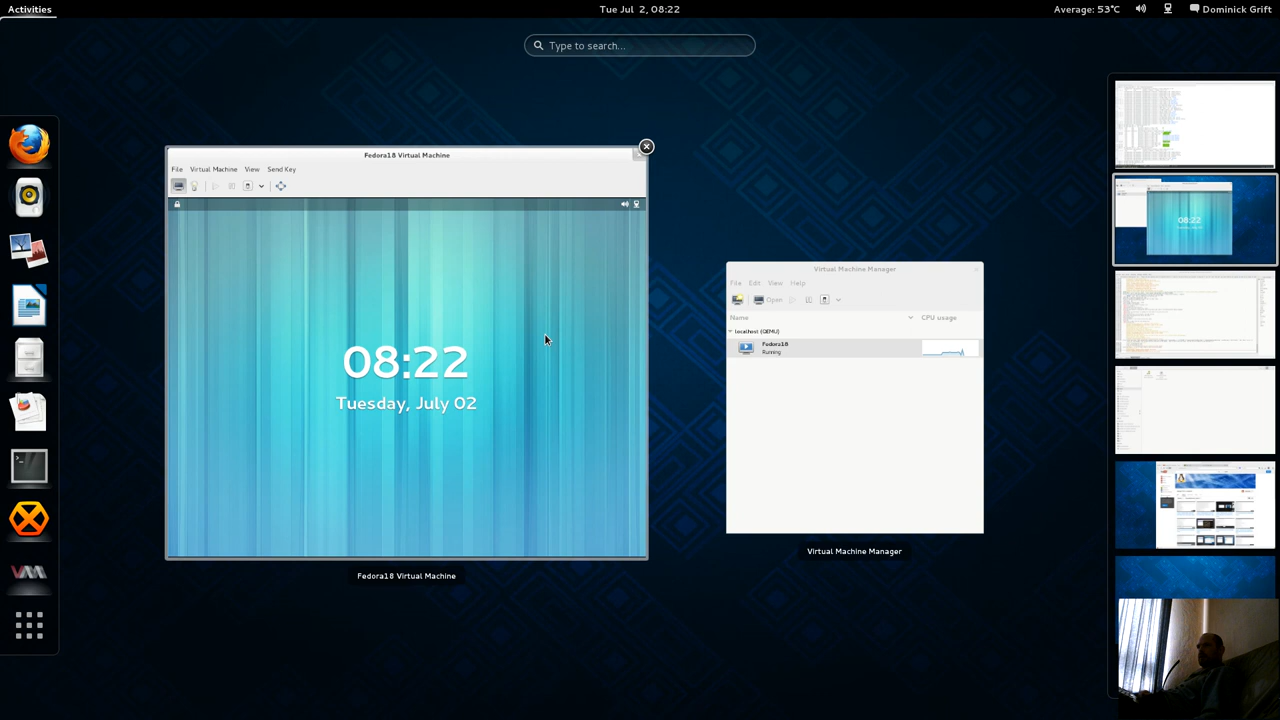 Activities
Tue Jul 2, 08:22
Average: 53°C
Dominick Grift
Type to search...
Fedora18 Virtual Machine
File Virtual Machine View Send Key
08:22
Tuesday, July 02
Fedora18 Virtual Machine
Virtual Machine Manager
File Edit View Help
Open
Name CPU usage
localhost (QEMU)
Fedora18
Running
Virtual Machine Manager
08:22